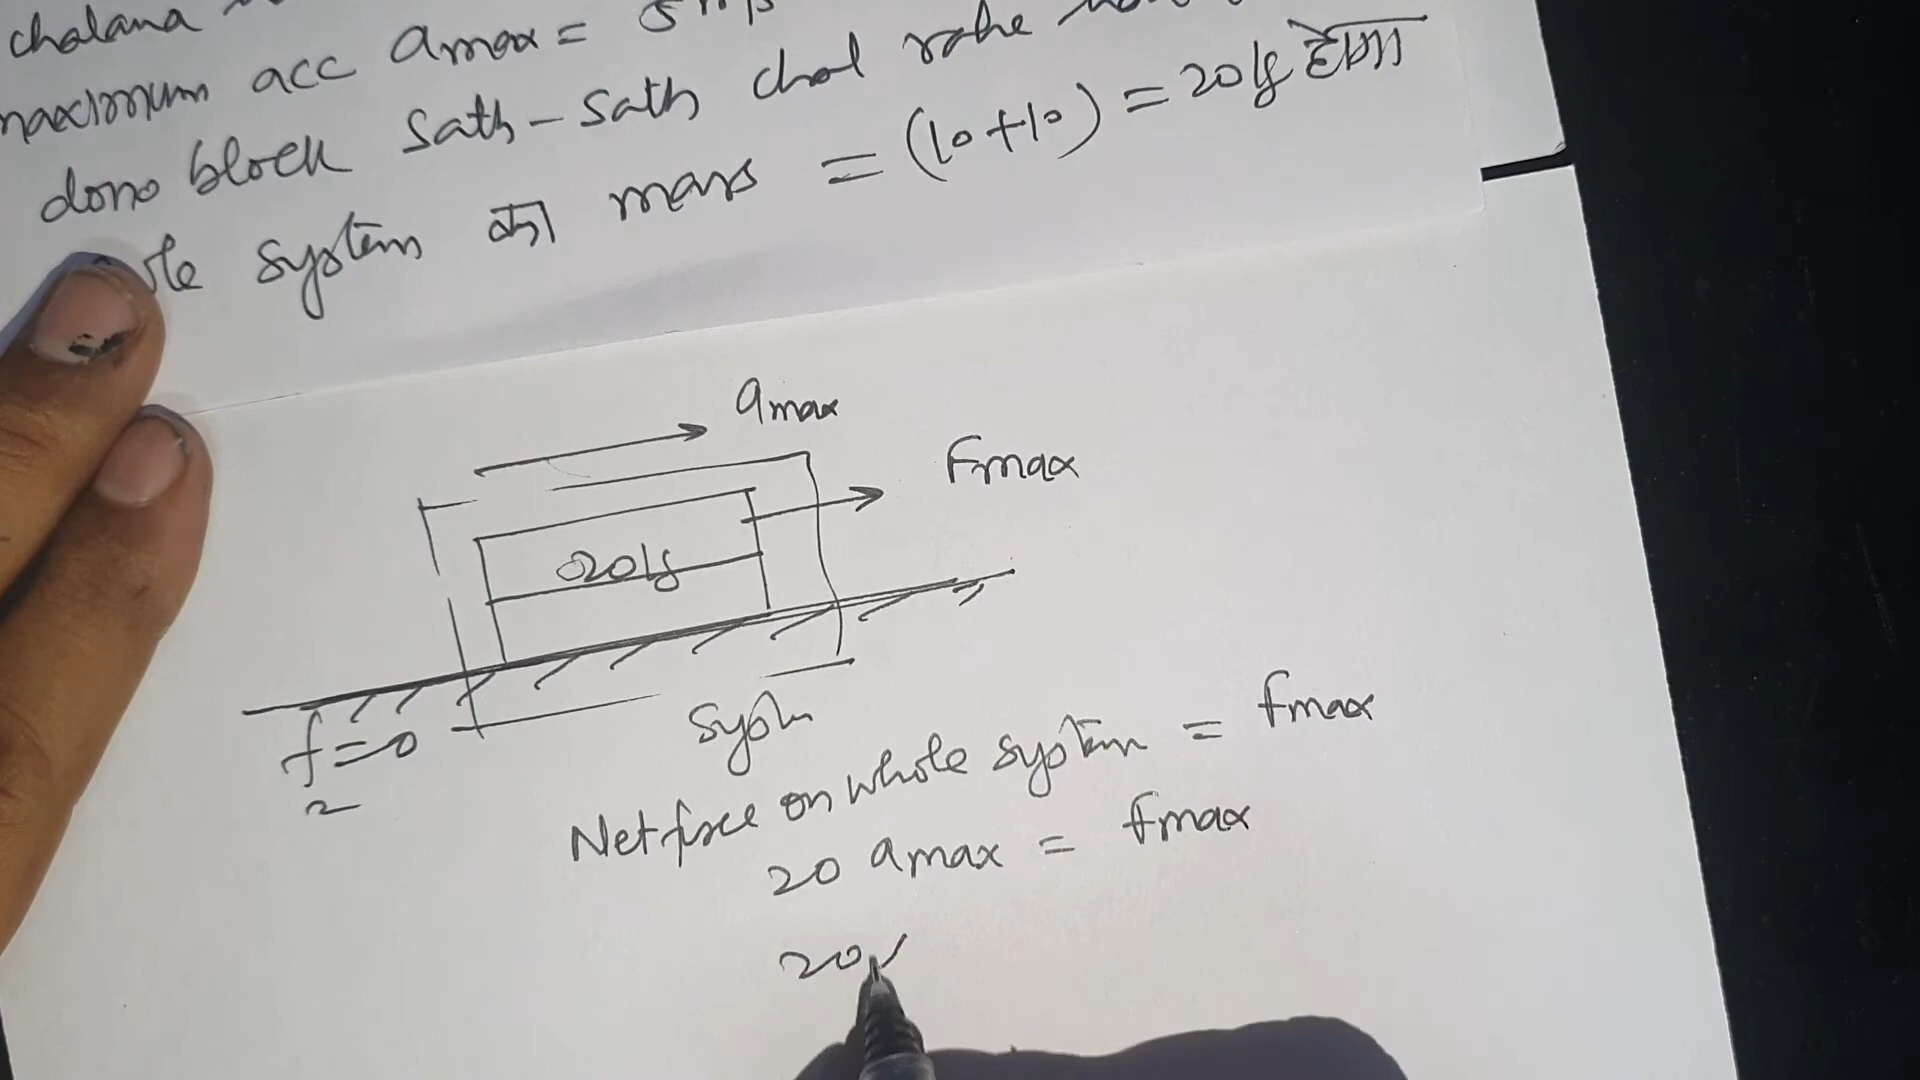 chalana
maximum acc amax = 5 m/s
dono block Sath-Sath chal rahe
system का mass = (10+10) = 20kg होगा
amax
Fmax
20kg
f=0
System
Net force on whole system = fmax
20 amax = fmax
20